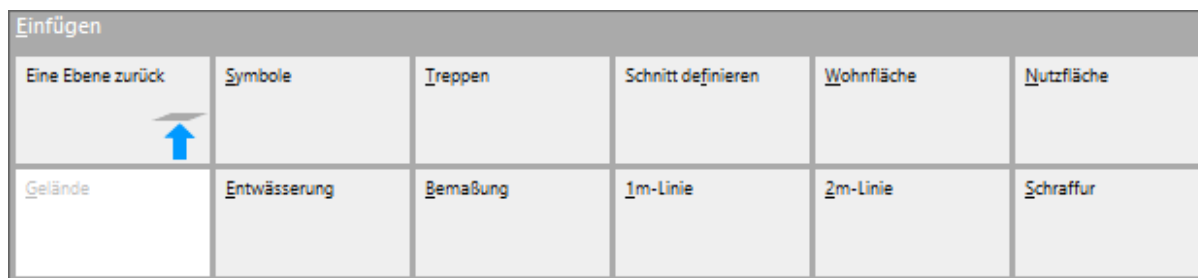 Einfügen
Eine Ebene zurück Symbole Treppen Schnitt definieren Wohnfläche Nutzfläche
Gelände Entwässerung Bemaßung 1m-Linie 2m-Linie Schraffur